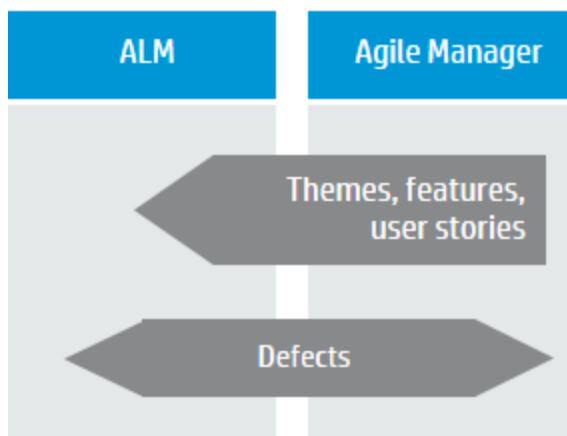 ALM
Agile Manager
Themes, features,
user stories
Defects